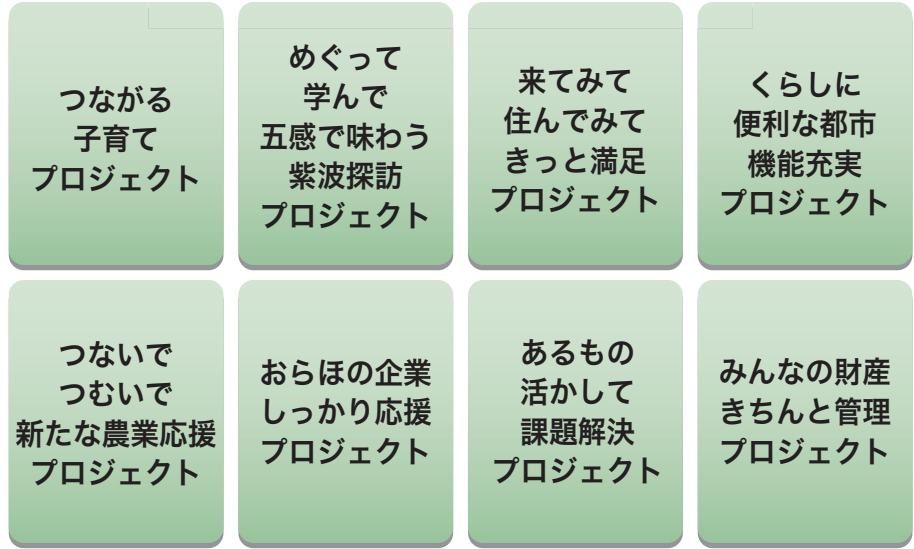 つながる
子育て
プロジェクト
めぐって
学んで
五感で味わう
紫波探訪
プロジェクト
来てみて
住んでみて
きっと満足
プロジェクト
くらしに
便利な都市
機能充実
プロジェクト
つないで
つむいで
新たな農業応援
プロジェクト
おらほの企業
しっかり応援
プロジェクト
あるもの
活かして
課題解決
プロジェクト
みんなの財産
きちんと管理
プロジェクト